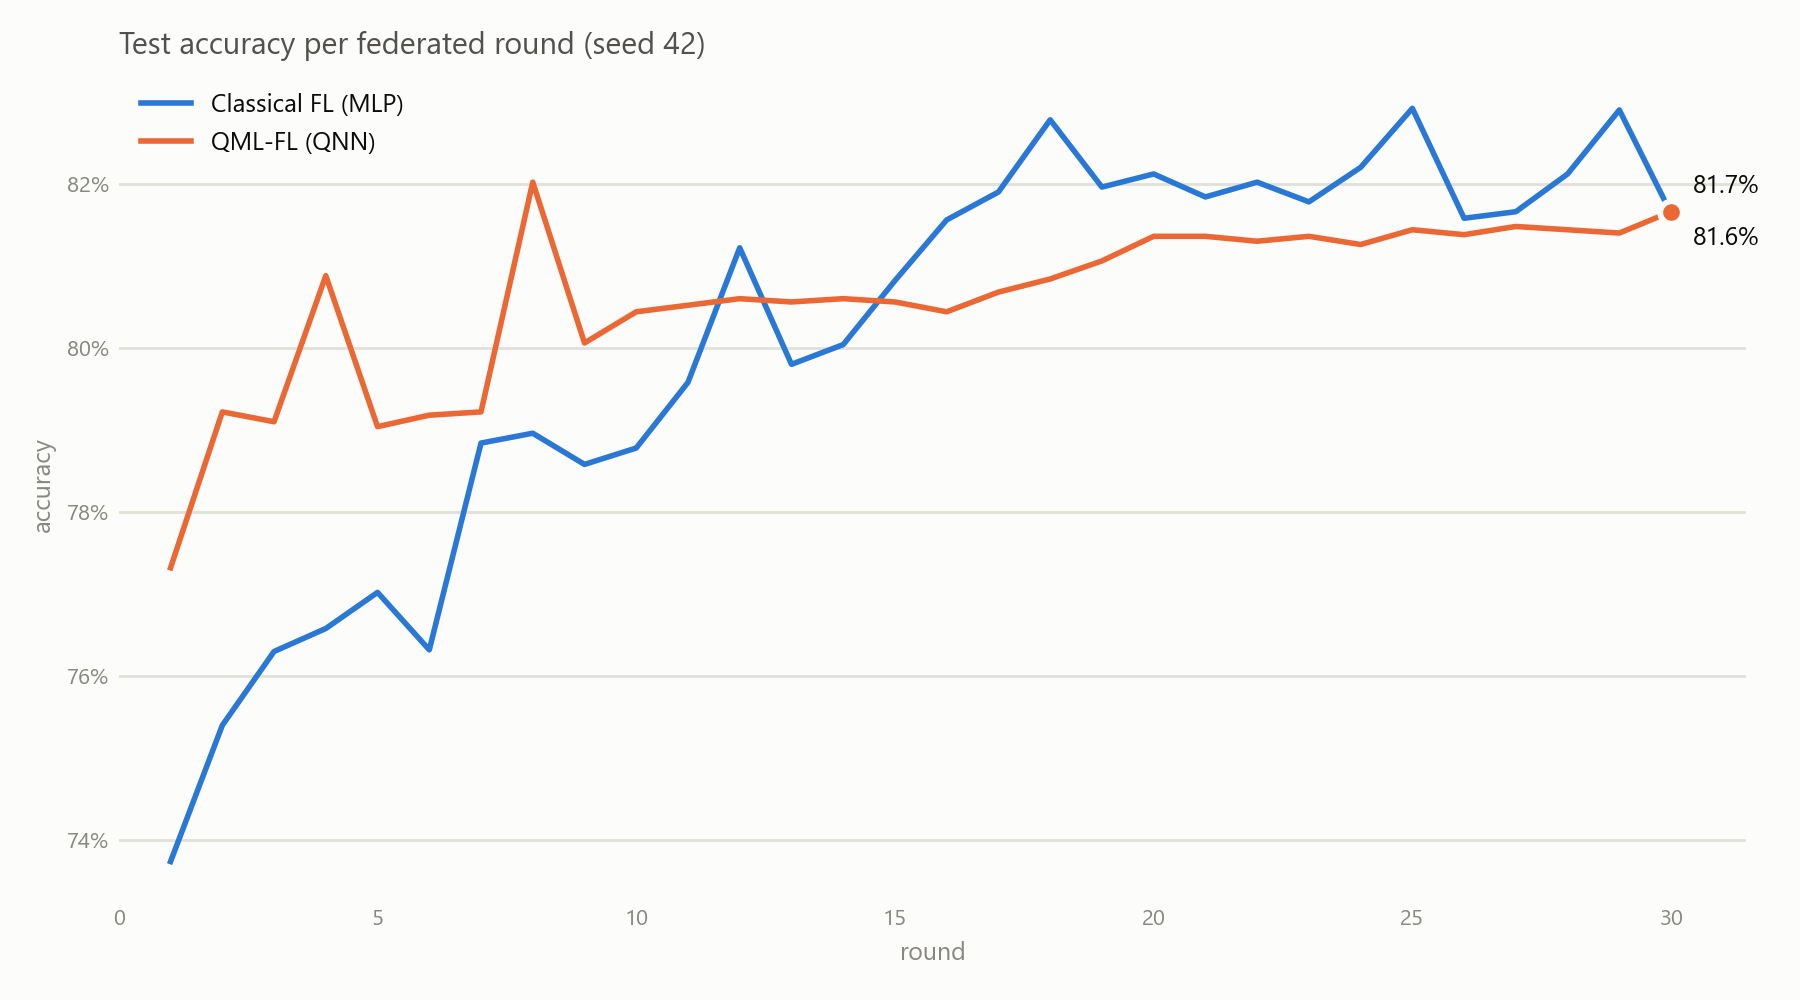 Test accuracy per federated round (seed 42)
Classical FL (MLP)
QML-FL (QNN)
82%
80%
78%
76%
74%
accuracy
81.7%
81.6%
0 5 10 15 20 25 30
round